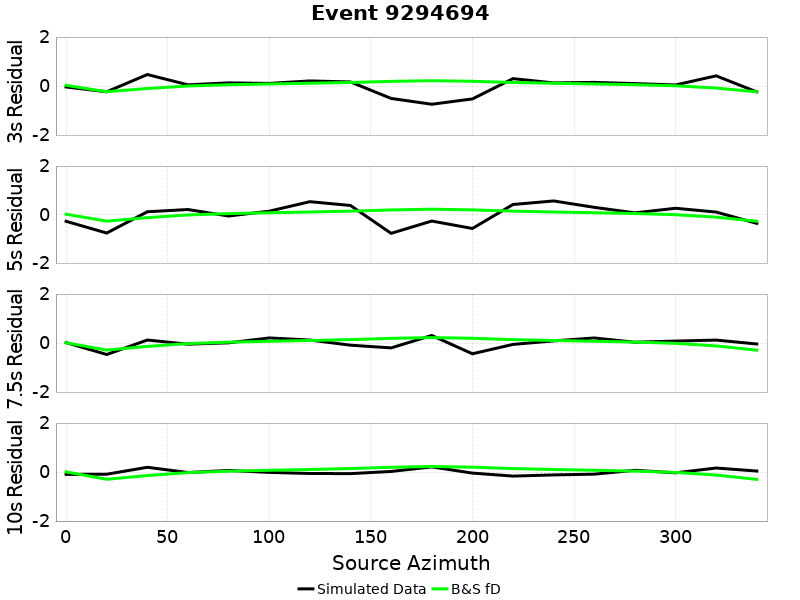 Event 9294694
3s Residual
2
0
-2
5s Residual
2
0
-2
7.5s Residual
2
0
-2
10s Residual
2
0
-2
0 50 100 150 200 250 300
Source Azimuth
Simulated Data B&S fD